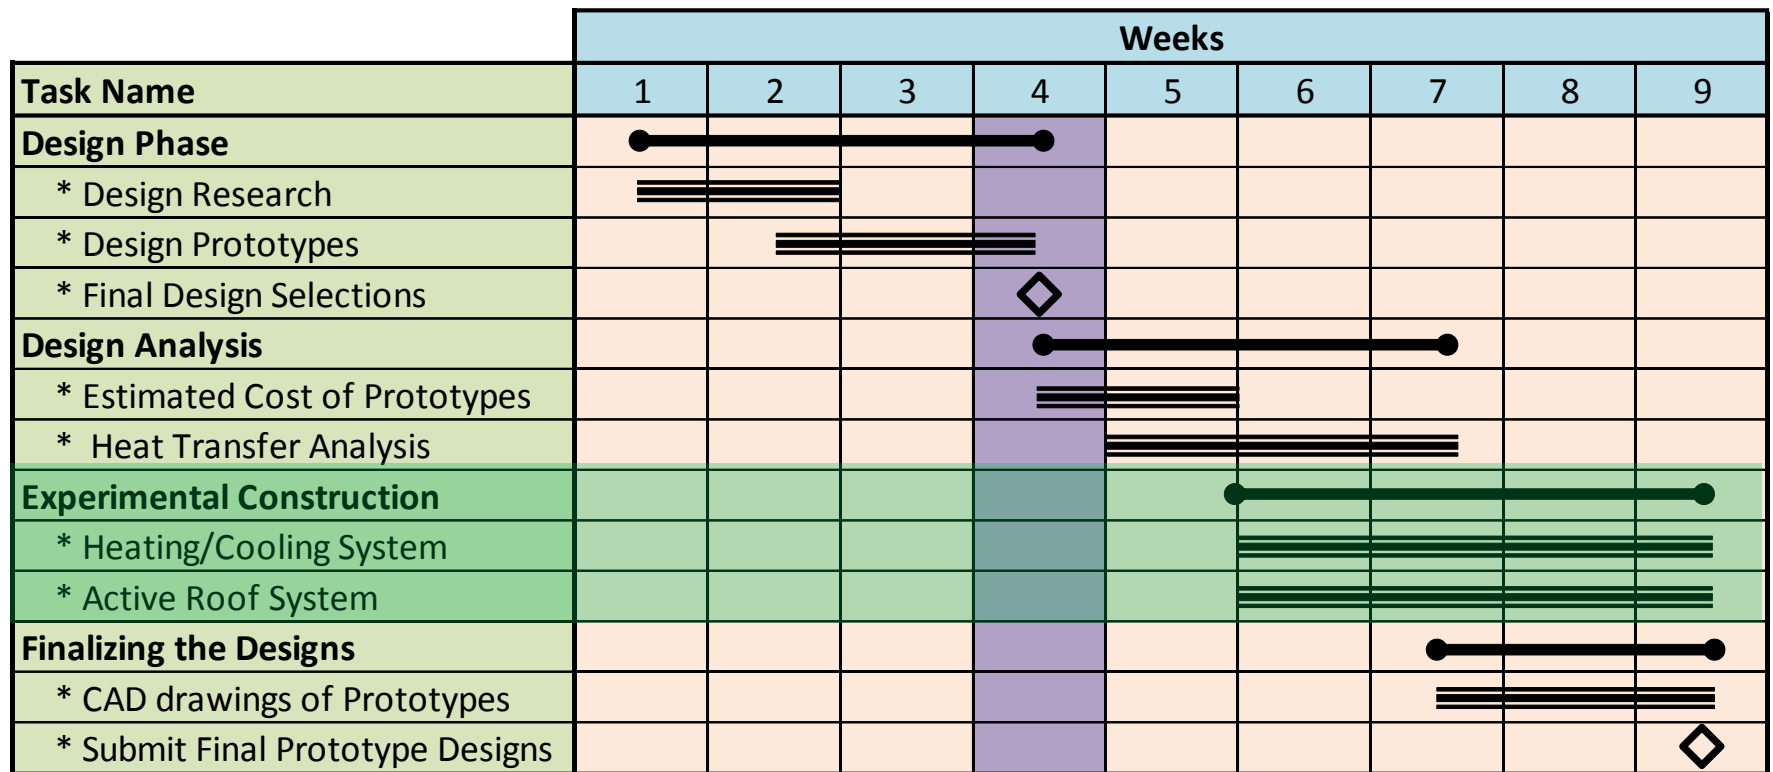 Weeks
Task Name 1 2 3 4 5 6 7 8 9
Design Phase
* Design Research
* Design Prototypes
* Final Design Selections
Design Analysis
* Estimated Cost of Prototypes
* Heat Transfer Analysis
Experimental Construction
* Heating/Cooling System
* Active Roof System
Finalizing the Designs
* CAD drawings of Prototypes
* Submit Final Prototype Designs